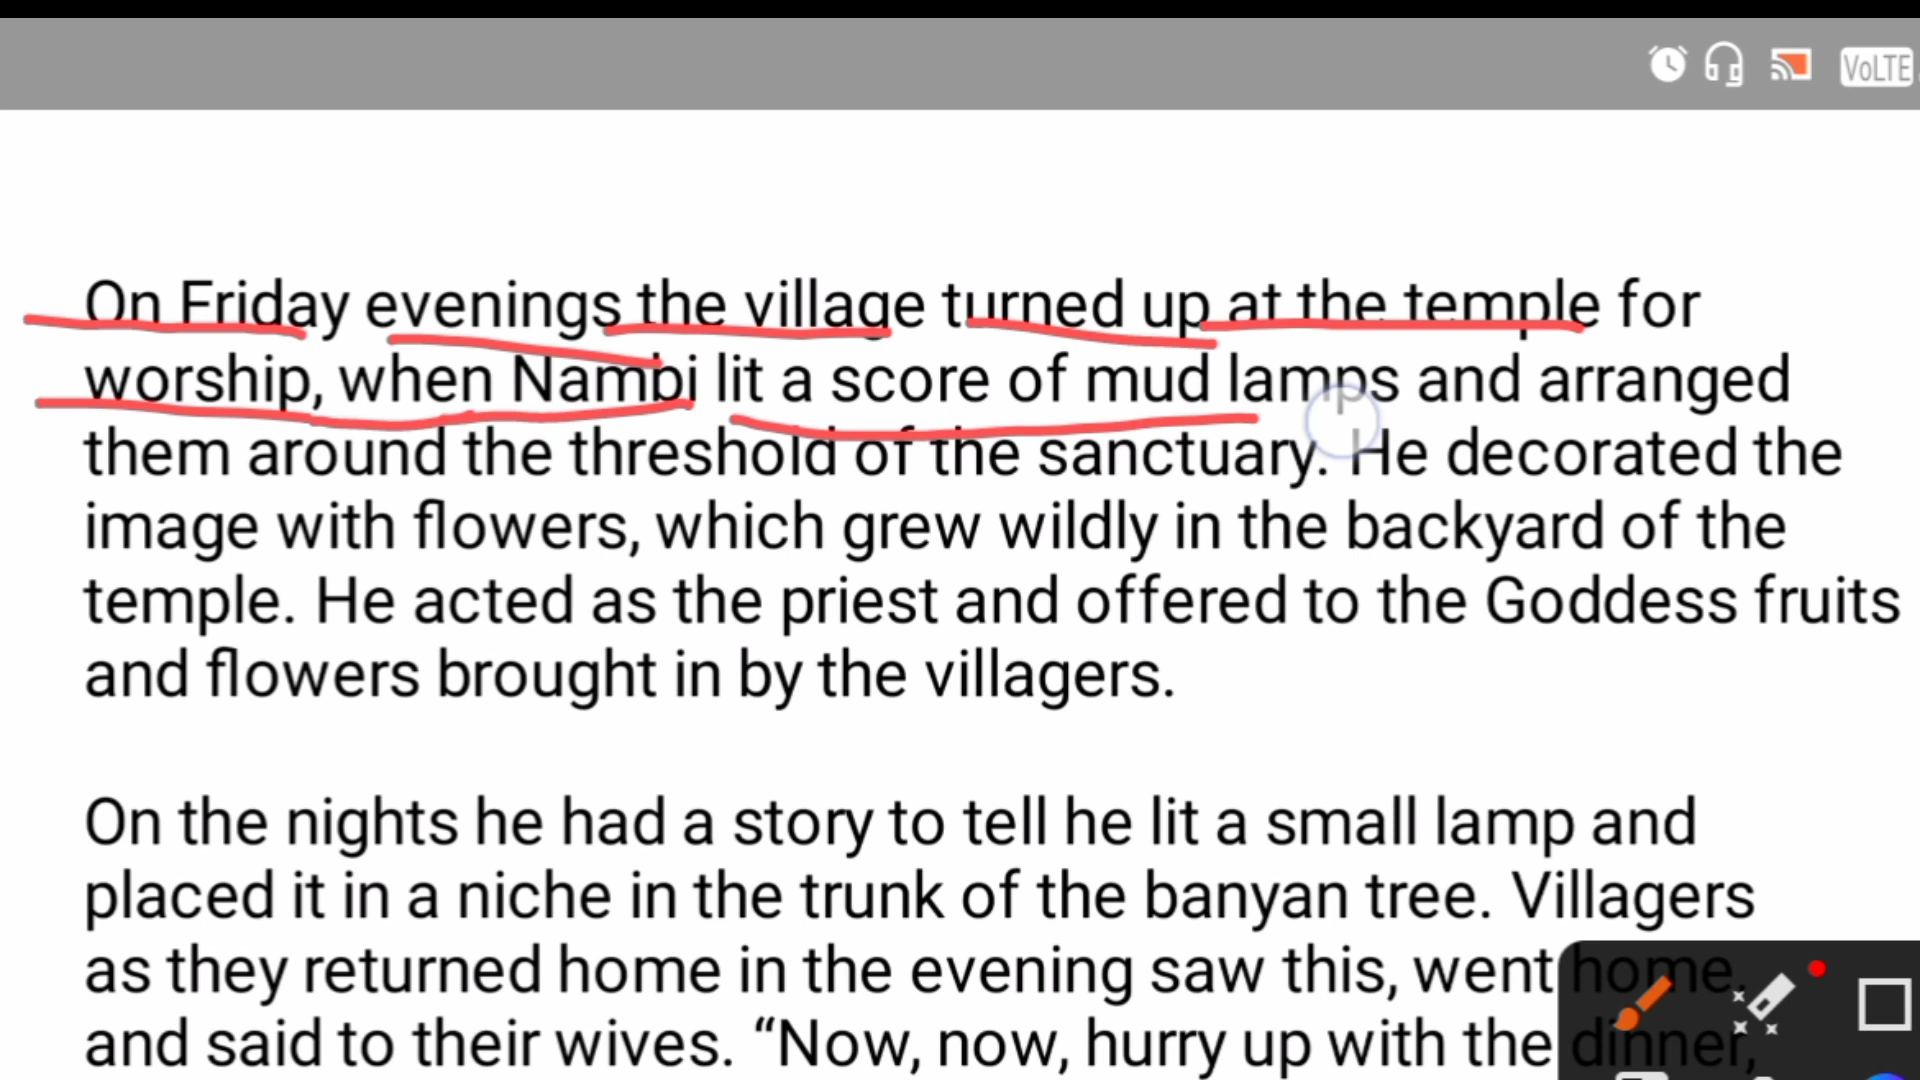 VoLTE
On Friday evenings the village turned up at the temple for
worship, when Nambi lit a score of mud lamps and arranged
them around the threshold of the sanctuary. He decorated the
image with flowers, which grew wildly in the backyard of the
temple. He acted as the priest and offered to the Goddess fruits
and flowers brought in by the villagers.
On the nights he had a story to tell he lit a small lamp and
placed it in a niche in the trunk of the banyan tree. Villagers
as they returned home in the evening saw this, went home,
and said to their wives. “Now, now, hurry up with the dinner,